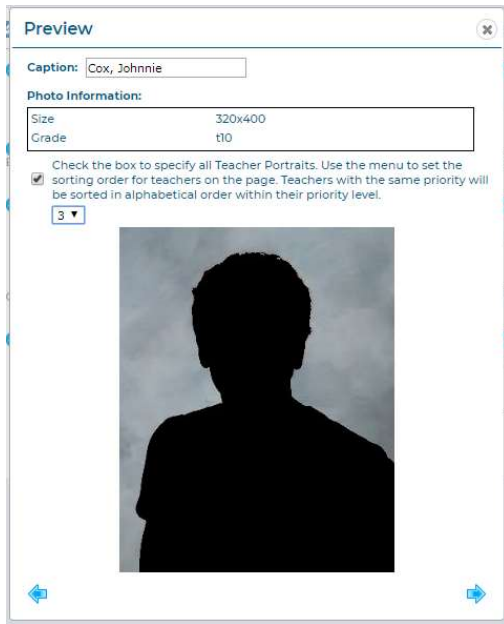 Preview
Caption: Cox, Johnnie
Photo Information:
Size 320x400
Grade t10
Check the box to specify all Teacher Portraits. Use the menu to set the
sorting order for teachers on the page. Teachers with the same priority will
be sorted in alphabetical order within their priority level.
3